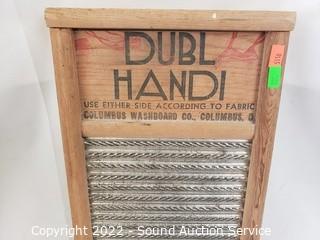 DUBL
HANDI
USE EITHER SIDE ACCORDING TO FABRIC
COLUMBUS WASHBOARD CO., COLUMBUS, O.
Copyright 2022 - Sound Auction Service